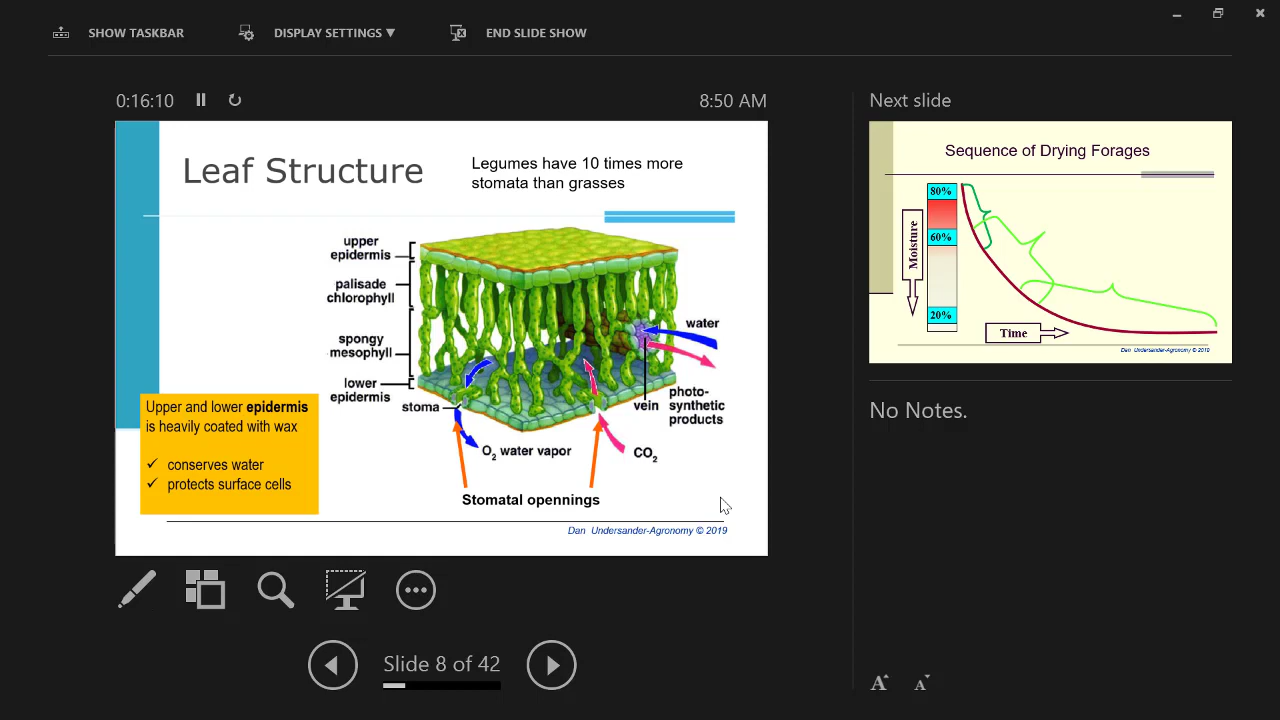 SHOW TASKBAR
DISPLAY SETTINGS ▼
END SLIDE SHOW
0:16:10
8:50 AM
Leaf Structure
Legumes have 10 times more
stomata than grasses
upper
epidermis
palisade
chlorophyll
spongy
mesophyll
lower
epidermis
stoma
water
vein
photo-
synthetic
products
O2 water vapor
CO2
Stomatal opennings
Upper and lower epidermis
is heavily coated with wax
✓ conserves water
✓ protects surface cells
Dan Undersander-Agronomy © 2019
Slide 8 of 42
Next slide
Sequence of Drying Forages
80%
60%
20%
Moisture
Time
Dan Undersander-Agronomy © 2019
No Notes.
A
A